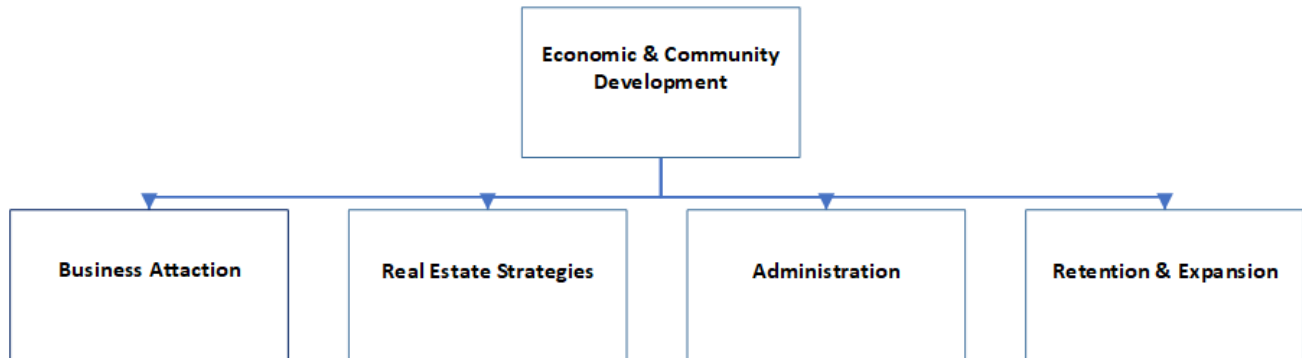 Economic & Community
Development
Business Attaction
Real Estate Strategies
Administration
Retention & Expansion